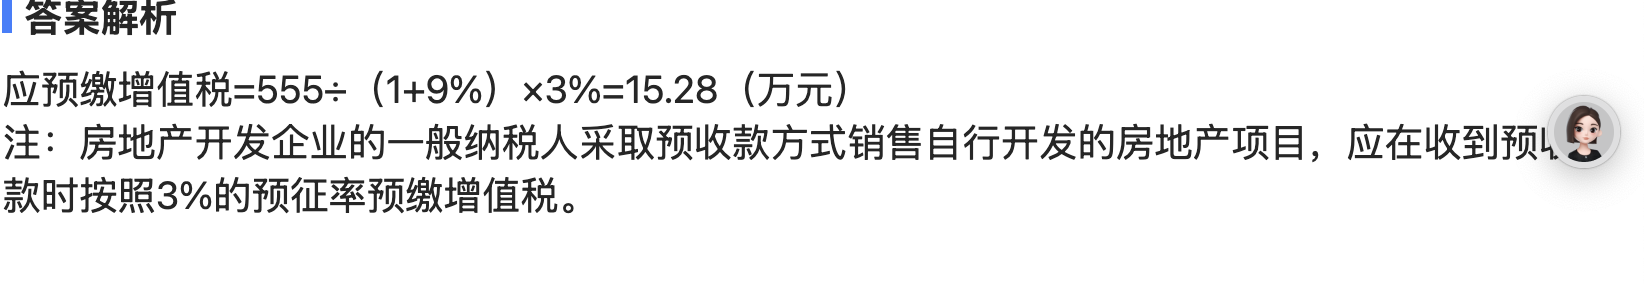 答案解析
应预缴增值税=555÷（1+9%）×3%=15.28（万元）
注：房地产开发企业的一般纳税人采取预收款方式销售自行开发的房地产项目，应在收到预收
款时按照3%的预征率预缴增值税。